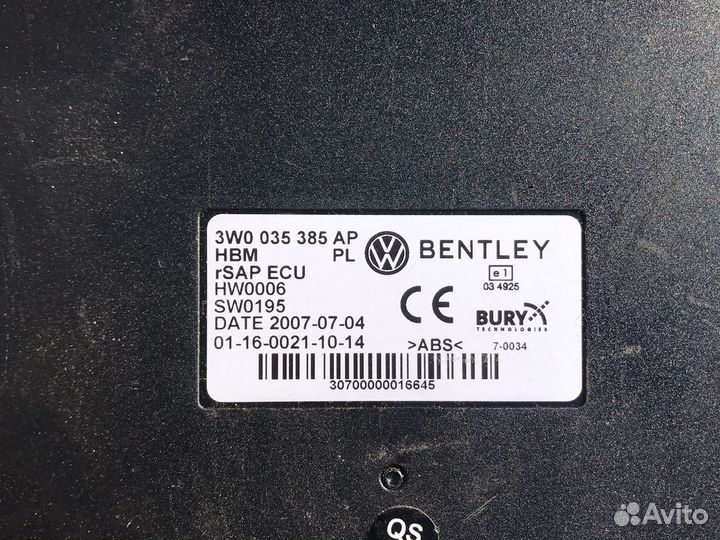 3W0 035 385 AP
HBM PL
rSAP ECU
HW0006
SW0195
DATE 2007-07-04
01-16-0021-10-14
BENTLEY
e1
03 4925
CE
BURY
TECHNOLOGIES
>ABS<
7-0034
30700000016645
QS
Avito